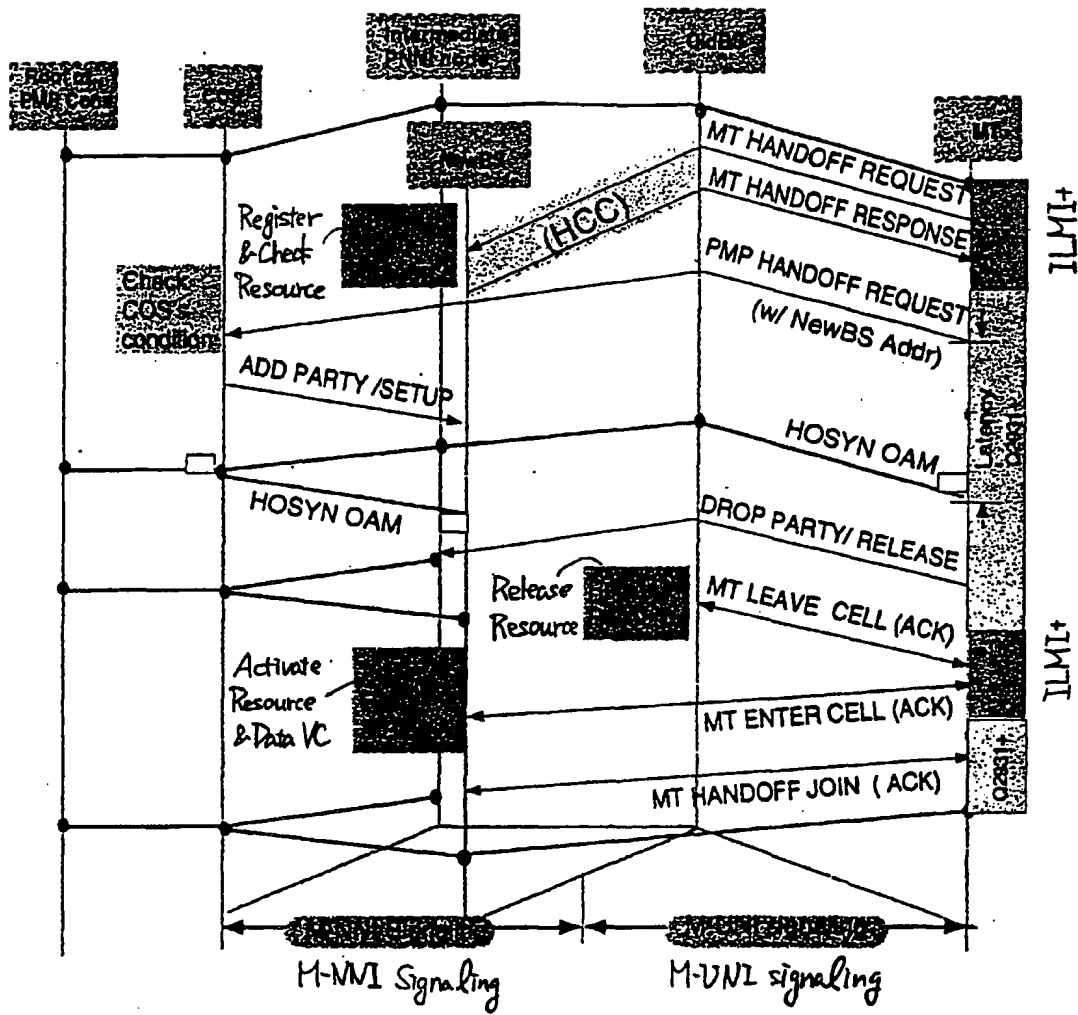 Intermediate
PNNI node
OldBS
Root of
PMP Conn
COS
MT
NewBS
MT HANDOFF REQUEST
MT HANDOFF RESPONSE
ILMI+
Register
& Check
Resource
(HCC)
PMP HANDOFF REQUEST
(w/ NewBS Addr)
Check
COS's
condition
ADD PARTY /SETUP
Latency
Q2931+
HOSYN OAM
HOSYN OAM
DROP PARTY/ RELEASE
Release
Resource
MT LEAVE CELL (ACK)
ILMI+
Activate
Resource
& Data VC
MT ENTER CELL (ACK)
Q2931+
MT HANDOFF JOIN ( ACK)
M-NNI Signaling
M-UNI signaling